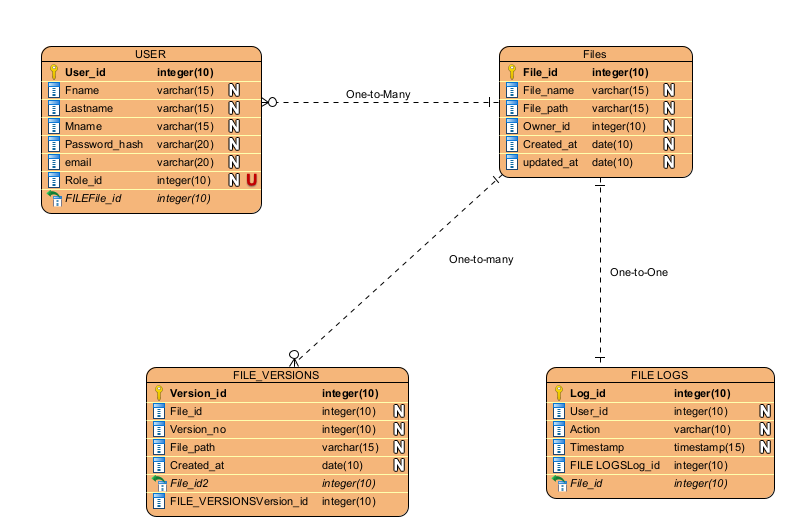 USER
User_id integer(10)
Fname varchar(15) N
Lastname varchar(15) N
Mname varchar(15) N
Password_hash varchar(20) N
email varchar(20) N
Role_id integer(10) N U
FILEFile_id integer(10)
One-to-Many
Files
File_id integer(10)
File_name varchar(15) N
File_path varchar(15) N
Owner_id integer(10) N
Created_at date(10) N
updated_at date(10) N
One-to-many
One-to-One
FILE_VERSIONS
Version_id integer(10)
File_id integer(10) N
Version_no integer(10) N
File_path varchar(15) N
Created_at date(10) N
File_id2 integer(10)
FILE_VERSIONSVersion_id integer(10)
FILE LOGS
Log_id integer(10)
User_id integer(10) N
Action varchar(10) N
Timestamp timestamp(15) N
FILE LOGSLog_id integer(10)
File_id integer(10)